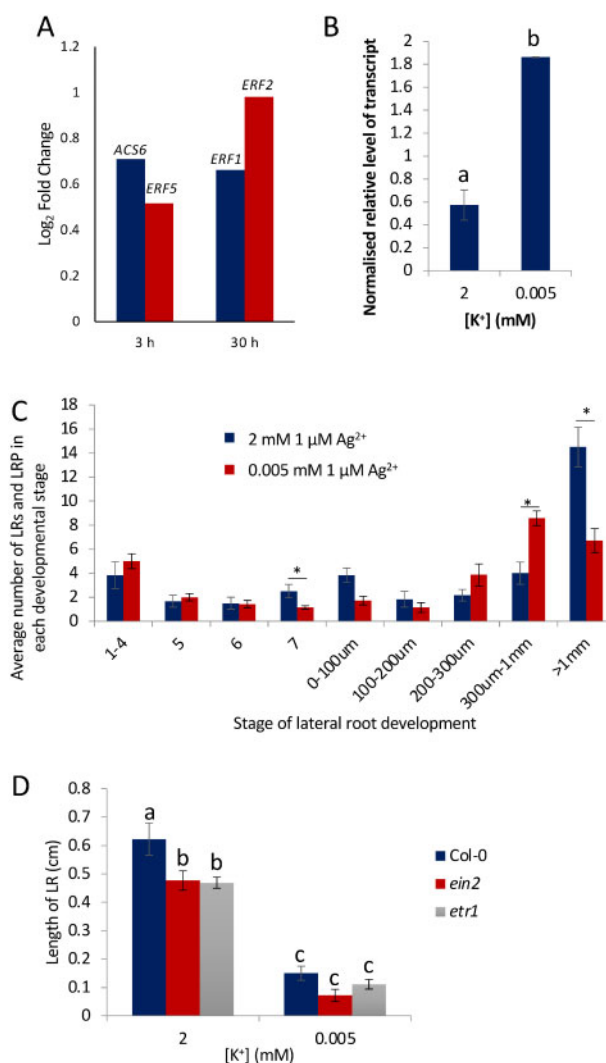 A
Log2 Fold Change
1.2
1
0.8
0.6
0.4
0.2
0
ACS6
ERF5
ERF1
ERF2
3 h
30 h
B
Normalised relative level of transcript
2
1.8
1.6
1.4
1.2
1
0.8
0.6
0.4
0.2
0
a
b
2
0.005
[K⁺] (mM)
C
Average number of LRs and LRP in
each developmental stage
18
16
14
12
10
8
6
4
2
0
2 mM 1 µM Ag²⁺
0.005 mM 1 µM Ag²⁺
*
*
*
1-4
5
6
7
0-100um
100-200um
200-300um
300um-1mm
>1mm
Stage of lateral root development
D
Length of LR (cm)
0.8
0.7
0.6
0.5
0.4
0.3
0.2
0.1
0
a
b
b
c
c
c
2
0.005
[K⁺] (mM)
Col-0
ein2
etr1